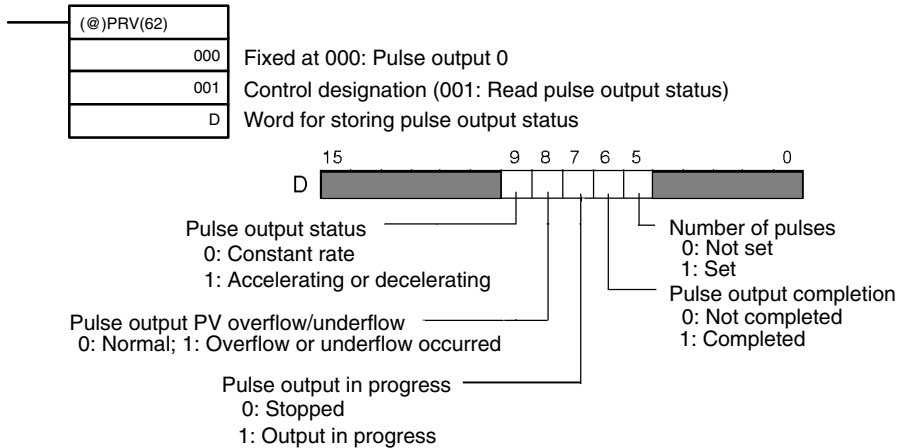 (@)PRV(62)
000 Fixed at 000: Pulse output 0
001 Control designation (001: Read pulse output status)
D Word for storing pulse output status
15 9 8 7 6 5 0
D
Pulse output status
0: Constant rate
1: Accelerating or decelerating
Number of pulses
0: Not set
1: Set
Pulse output completion
0: Not completed
1: Completed
Pulse output PV overflow/underflow
0: Normal; 1: Overflow or underflow occurred
Pulse output in progress
0: Stopped
1: Output in progress